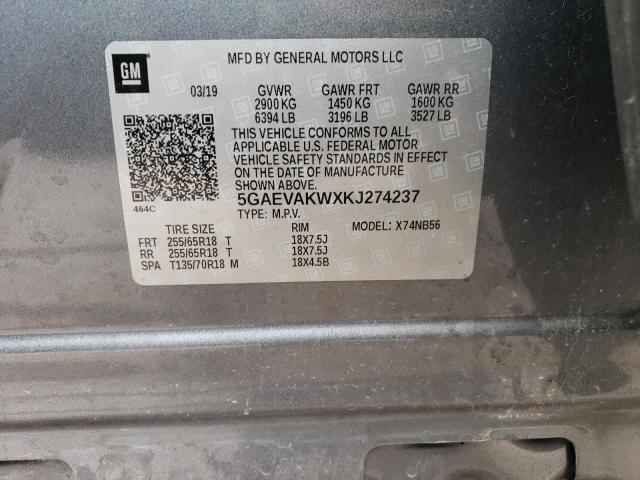 GM
MFD BY GENERAL MOTORS LLC
03/19 GVWR GAWR FRT GAWR RR
2900 KG 1450 KG 1600 KG
6394 LB 3196 LB 3527 LB
THIS VEHICLE CONFORMS TO ALL
APPLICABLE U.S. FEDERAL MOTOR
VEHICLE SAFETY STANDARDS IN EFFECT
ON THE DATE OF MANUFACTURE
SHOWN ABOVE.
464C
5GAEVAKWXKJ274237
TYPE: M.P.V. MODEL: X74NB56
TIRE SIZE RIM
FRT 255/65R18 T 18X7.5J
RR 255/65R18 T 18X7.5J
SPA T135/70R18 M 18X4.5B